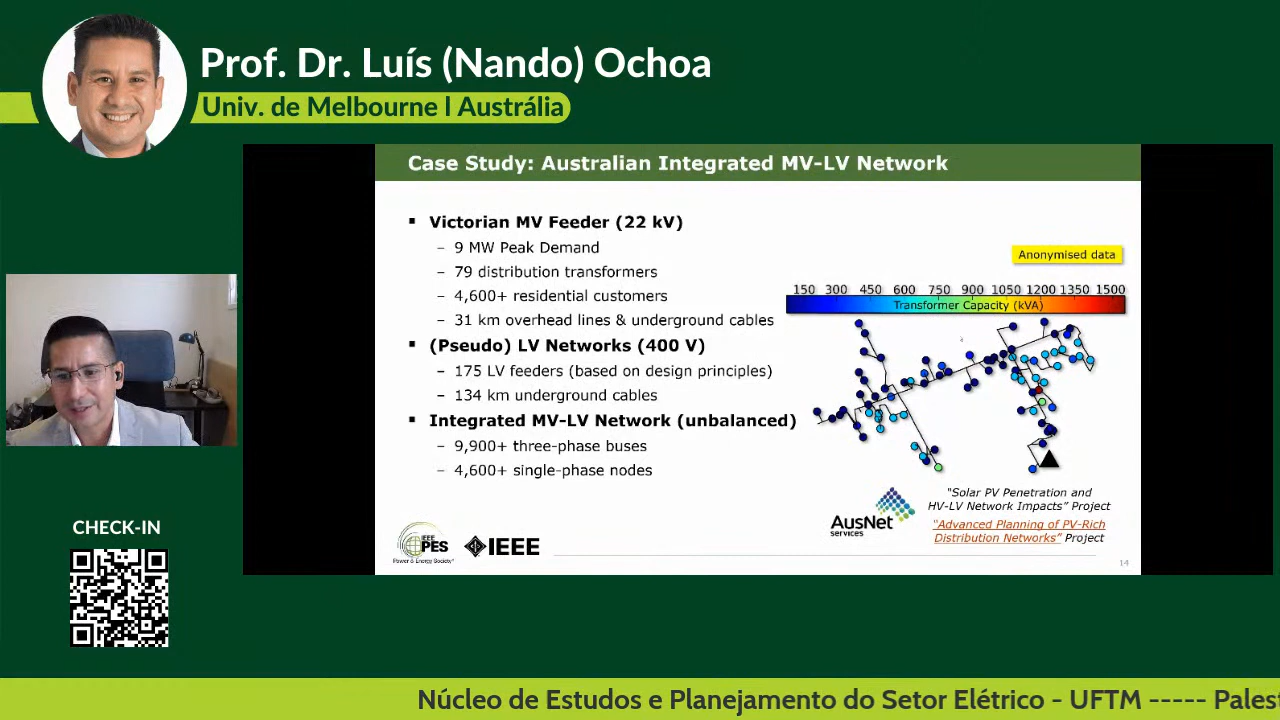 Prof. Dr. Luís (Nando) Ochoa
Univ. de Melbourne I Austrália
Case Study: Australian Integrated MV-LV Network
▪ Victorian MV Feeder (22 kV)
– 9 MW Peak Demand
– 79 distribution transformers
– 4,600+ residential customers
– 31 km overhead lines & underground cables
▪ (Pseudo) LV Networks (400 V)
– 175 LV feeders (based on design principles)
– 134 km underground cables
▪ Integrated MV-LV Network (unbalanced)
– 9,900+ three-phase buses
– 4,600+ single-phase nodes
Anonymised data
150 300 450 600 750 900 1050 1200 1350 1500
Transformer Capacity (kVA)
AusNet
services
"Solar PV Penetration and
HV-LV Network Impacts" Project
"Advanced Planning of PV-Rich
Distribution Networks" Project
IEEE
PES
Power & Energy Society®
IEEE
14
CHECK-IN
Núcleo de Estudos e Planejamento do Setor Elétrico - UFTM ----- Pales